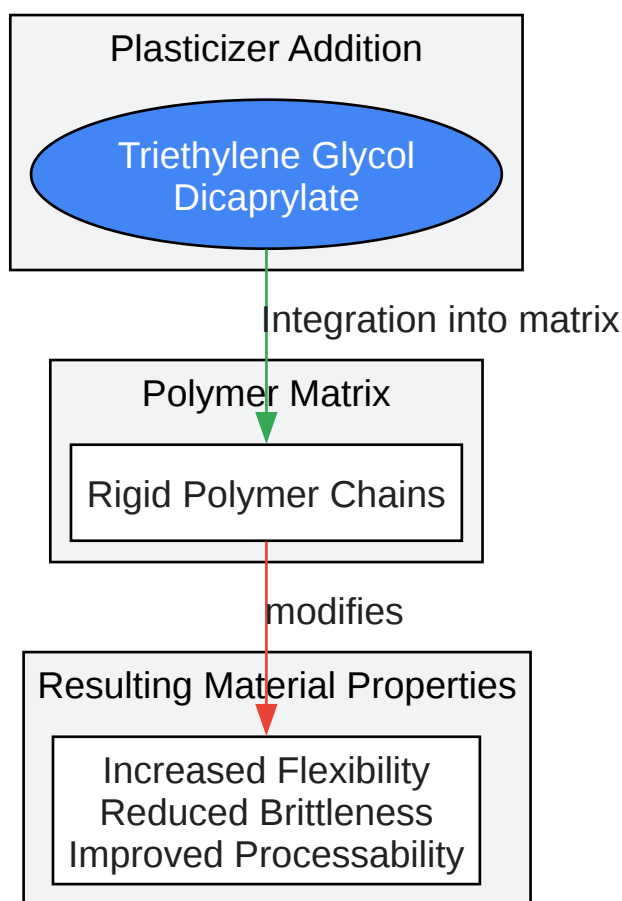 Plasticizer Addition
Triethylene Glycol
Dicaprylate
Integration into matrix
Polymer Matrix
Rigid Polymer Chains
modifies
Resulting Material Properties
Increased Flexibility
Reduced Brittleness
Improved Processability